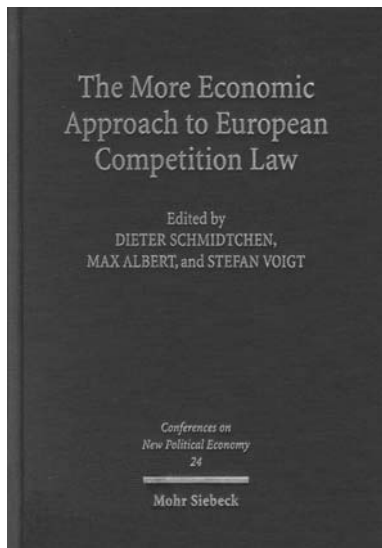 The More Economic
Approach to European
Competition Law
Edited by
DIETER SCHMIDTCHEN,
MAX ALBERT, and STEFAN VOIGT
Conferences on
New Political Economy
24
Mohr Siebeck